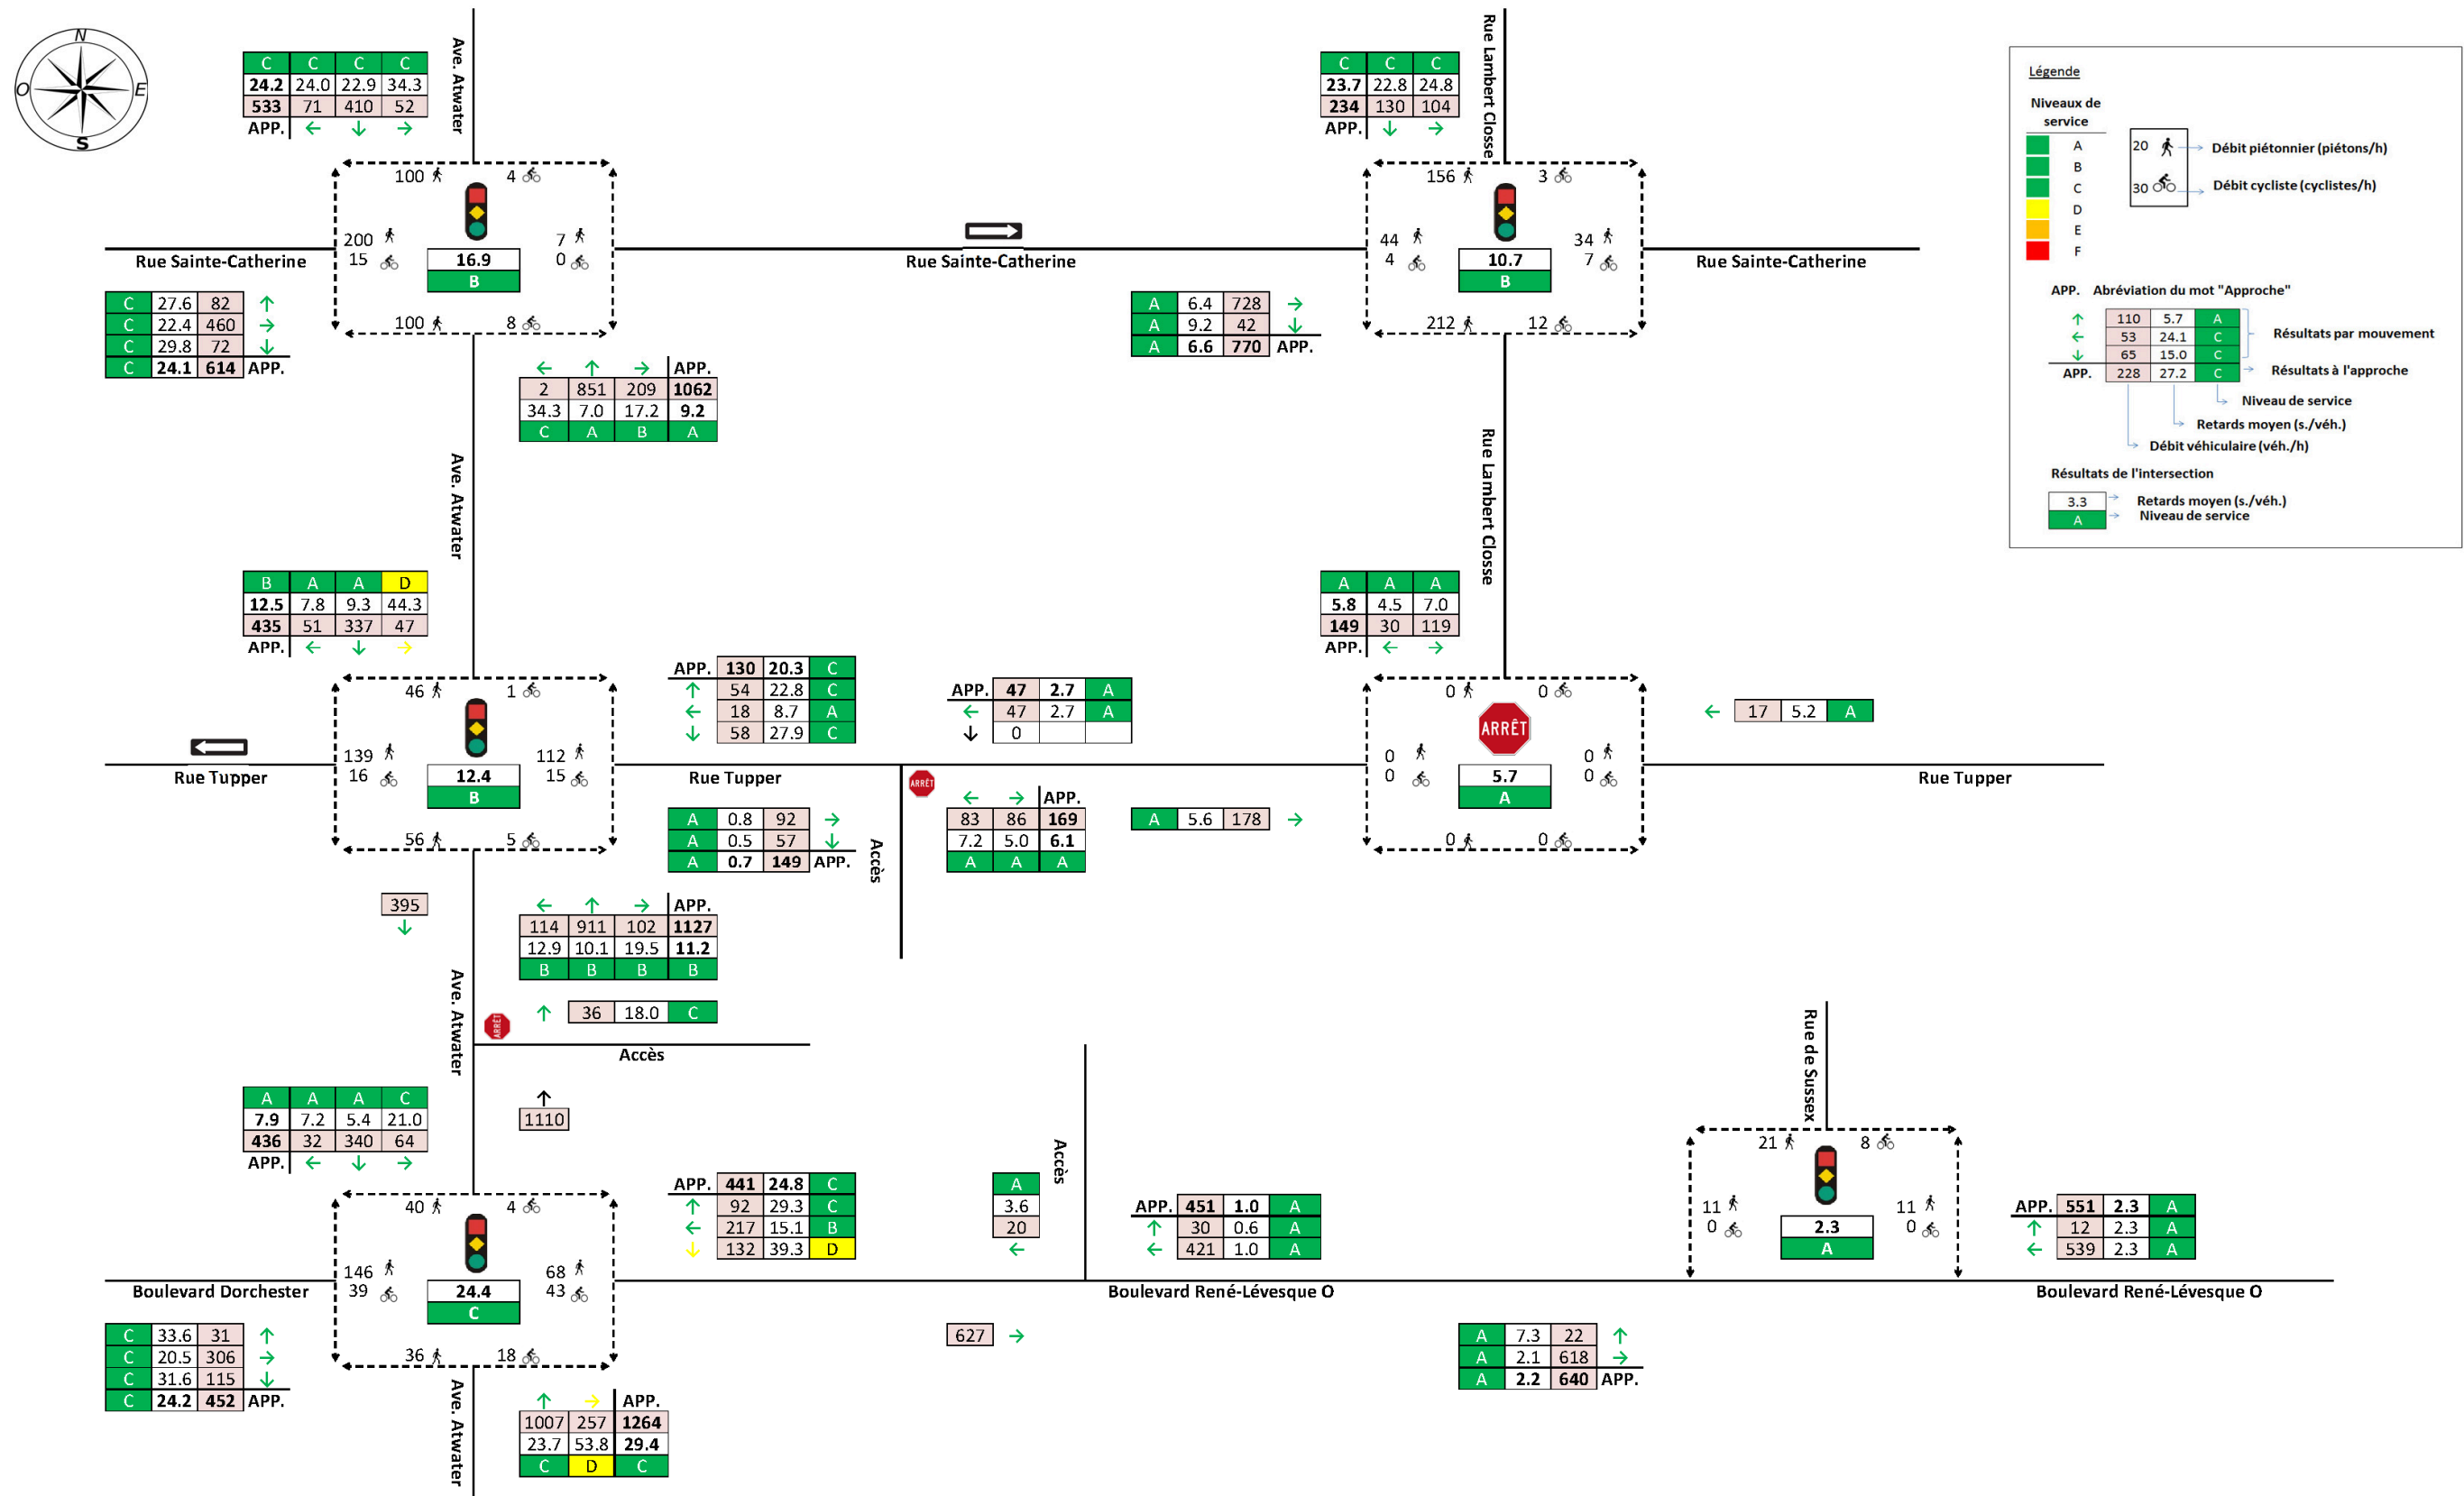 N
O
E
S
C C C C
24.2 24.0 22.9 34.3
533 71 410 52
APP. ← ↓ →
Ave. Atwater
100 4
200 7
15 0
16.9
B
100 8
Rue Sainte-Catherine
C 27.6 82 ↑
C 22.4 460 →
C 29.8 72 ↓
C 24.1 614 APP.
← ↑ → APP.
2 851 209 1062
34.3 7.0 17.2 9.2
C A B A
Rue Sainte-Catherine
C C C
23.7 22.8 24.8
234 130 104
APP. ↓ →
Rue Lambert Closse
156 3
44 34
4 7
10.7
B
212 12
Rue Sainte-Catherine
A 6.4 728 →
A 9.2 42 ↓
A 6.6 770 APP.
Légende
Niveaux de
service
A
B
C
D
E
F
20 → Débit piétonnier (piétons/h)
30 → Débit cycliste (cyclistes/h)
APP. Abréviation du mot "Approche"
↑ 110 5.7 A
← 53 24.1 C
↓ 65 15.0 C
APP. 228 27.2 C
Résultats par mouvement
Résultats à l'approche
Niveau de service
Retards moyen (s./véh.)
Débit véhiculaire (véh./h)
Résultats de l'intersection
3.3 → Retards moyen (s./véh.)
A → Niveau de service
Ave. Atwater
Rue Lambert Closse
B A A D
12.5 7.8 9.3 44.3
435 51 337 47
APP. ← ↓ →
46 1
139 112
16 15
12.4
B
56 5
Rue Tupper
APP. 130 20.3 C
↑ 54 22.8 C
← 18 8.7 A
↓ 58 27.9 C
Rue Tupper
APP. 47 2.7 A
← 47 2.7 A
↓ 0
A 0.8 92 →
A 0.5 57 ↓
A 0.7 149 APP.
ARRÊT
Accès
← → APP.
83 86 169
7.2 5.0 6.1
A A A
A A A
5.8 4.5 7.0
149 30 119
APP. ← →
0 0
ARRÊT
0 0
0 0
5.7
A
0 0
A 5.6 178 →
← 17 5.2 A
Rue Tupper
395
↓
← ↑ → APP.
114 911 102 1127
12.9 10.1 19.5 11.2
B B B B
Ave. Atwater
ARRÊT
↑ 36 18.0 C
Accès
↑
1110
A A A C
7.9 7.2 5.4 21.0
436 32 340 64
APP. ← ↓ →
40 4
146 68
39 43
24.4
C
36 18
Boulevard Dorchester
C 33.6 31 ↑
C 20.5 306 →
C 31.6 115 ↓
C 24.2 452 APP.
APP. 441 24.8 C
↑ 92 29.3 C
← 217 15.1 B
↓ 132 39.3 D
↑ → APP.
1007 257 1264
23.7 53.8 29.4
C D C
Ave. Atwater
A
3.6
20
←
Accès
627 →
APP. 451 1.0 A
↑ 30 0.6 A
← 421 1.0 A
Boulevard René-Lévesque O
A 7.3 22 ↑
A 2.1 618 →
A 2.2 640 APP.
Rue de Sussex
21 8
11 11
0 0
2.3
A
APP. 551 2.3 A
↑ 12 2.3 A
← 539 2.3 A
Boulevard René-Lévesque O